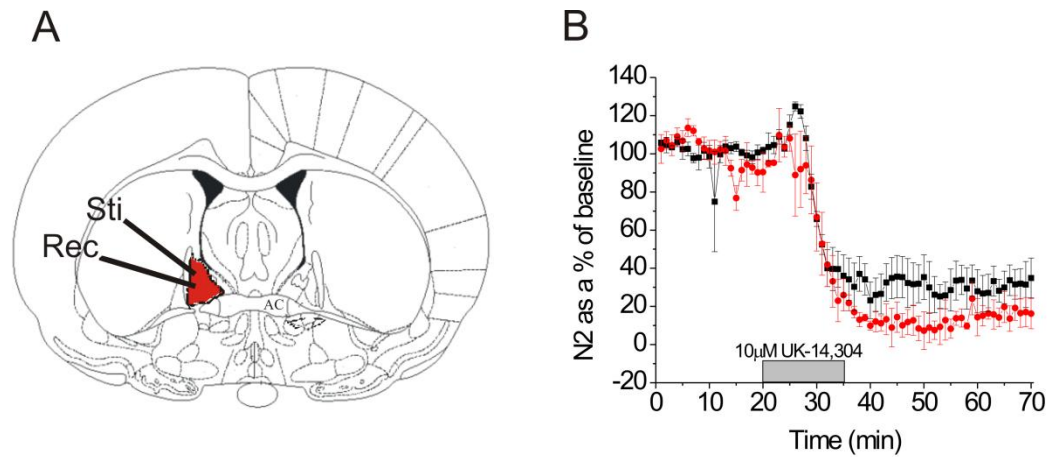 A
Sti
Rec
AC
B
N2 as a % of baseline
140
120
100
80
60
40
20
0
-20
10µM UK-14,304
0 10 20 30 40 50 60 70
Time (min)